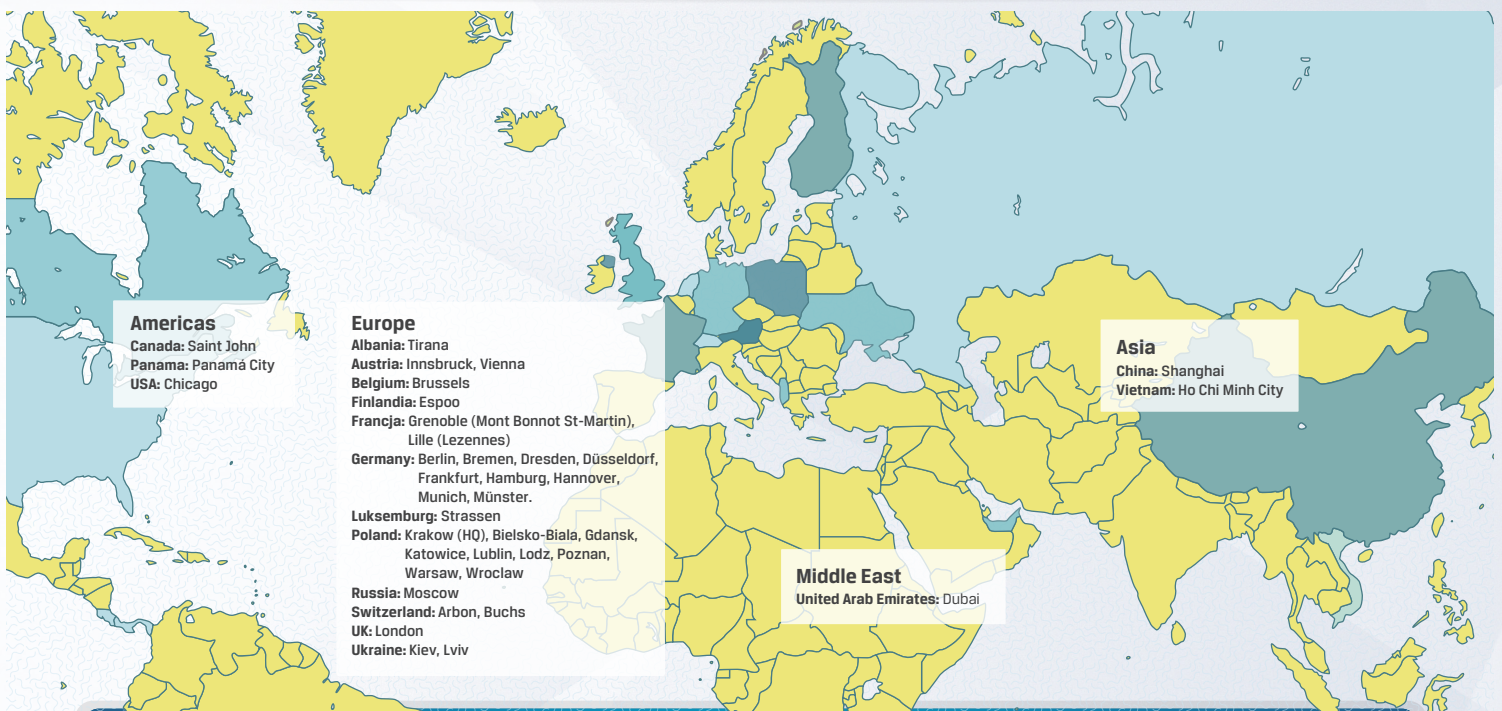 Americas
Canada: Saint John
Panama: Panamá City
USA: Chicago
Europe
Albania: Tirana
Austria: Innsbruck, Vienna
Belgium: Brussels
Finlandia: Espoo
Francja: Grenoble (Mont Bonnot St-Martin),
Lille (Lezennes)
Germany: Berlin, Bremen, Dresden, Düsseldorf,
Frankfurt, Hamburg, Hannover,
Munich, Münster.
Luksemburg: Strassen
Poland: Krakow (HQ), Bielsko-Biala, Gdansk,
Katowice, Lublin, Lodz, Poznan,
Warsaw, Wroclaw
Russia: Moscow
Switzerland: Arbon, Buchs
UK: London
Ukraine: Kiev, Lviv
Middle East
United Arab Emirates: Dubai
Asia
China: Shanghai
Vietnam: Ho Chi Minh City